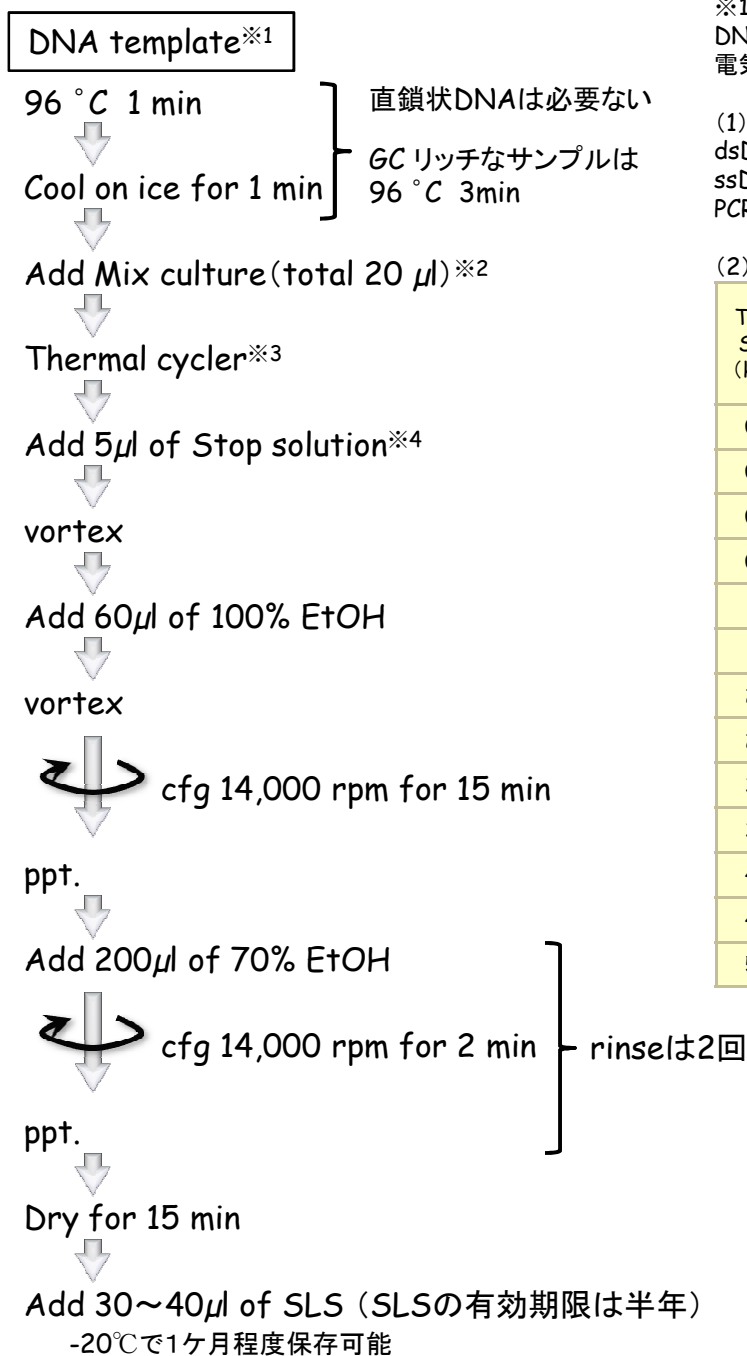 DNA template※1
96 °C 1 min
直鎖状DNAは必要ない
GC リッチなサンプルは
96 °C 3min
Cool on ice for 1 min
Add Mix culture(total 20 µl)※2
Thermal cycler※3
Add 5µl of Stop solution※4
vortex
Add 60µl of 100% EtOH
vortex
cfg 14,000 rpm for 15 min
ppt.
Add 200µl of 70% EtOH
cfg 14,000 rpm for 2 min
rinseは2回
ppt.
Dry for 15 min
Add 30～40µl of SLS (SLSの有効期限は半年)
-20℃で1ヶ月程度保存可能
※1
(1)
(2)